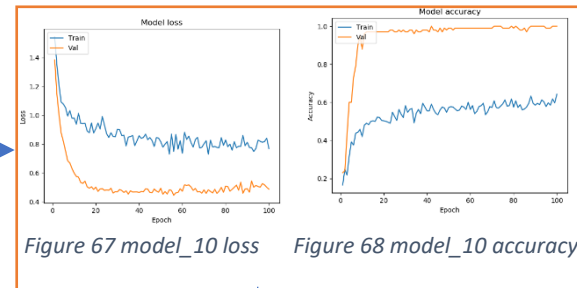 Model loss
Train
Val
1.4
1.2
1.0
0.8
0.6
0.4
Loss
0
20
40
60
80
100
Epoch
Model accuracy
Train
Val
1.0
0.8
0.6
0.4
0.2
Accuracy
0
20
40
60
80
100
Epoch
Figure 67 model_10 loss
Figure 68 model_10 accuracy